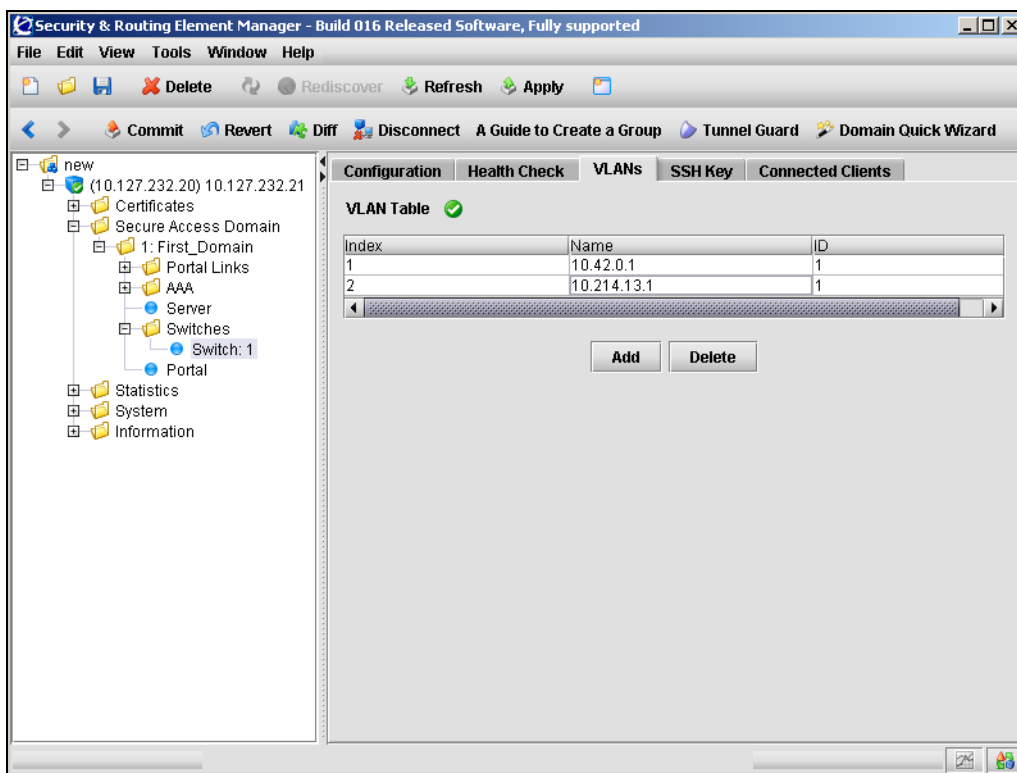 Security & Routing Element Manager - Build 016 Released Software, Fully supported
File Edit View Tools Window Help
Delete Rediscover Refresh Apply
Commit Revert Diff Disconnect A Guide to Create a Group Tunnel Guard Domain Quick Wizard
new
(10.127.232.20) 10.127.232.21
Certificates
Secure Access Domain
1: First_Domain
Portal Links
AAA
Server
Switches
Switch: 1
Portal
Statistics
System
Information
Configuration Health Check VLANs SSH Key Connected Clients
VLAN Table
Index Name ID
1 10.42.0.1 1
2 10.214.13.1 1
Add Delete